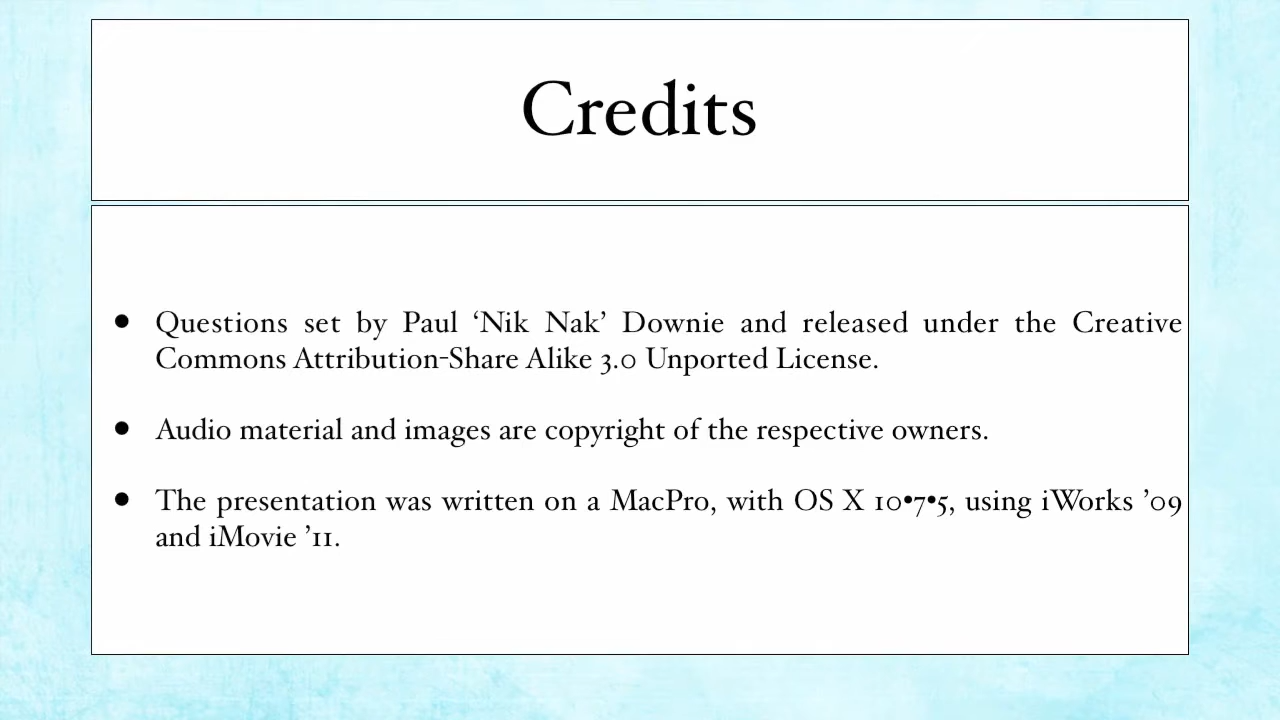 Credits
• Questions set by Paul ‘Nik Nak’ Downie and released under the Creative
Commons Attribution-Share Alike 3.0 Unported License.
• Audio material and images are copyright of the respective owners.
• The presentation was written on a MacPro, with OS X 10•7•5, using iWorks ’09
and iMovie ’11.